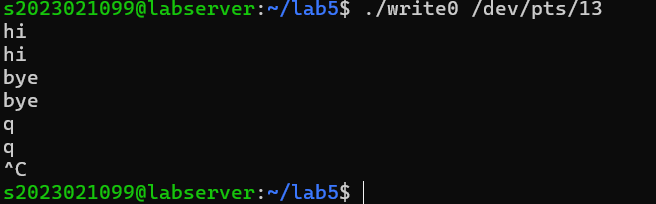 s2023021099@labserver:~/lab5$ ./write0 /dev/pts/13
hi
hi
bye
bye
q
q
^C
s2023021099@labserver:~/lab5$